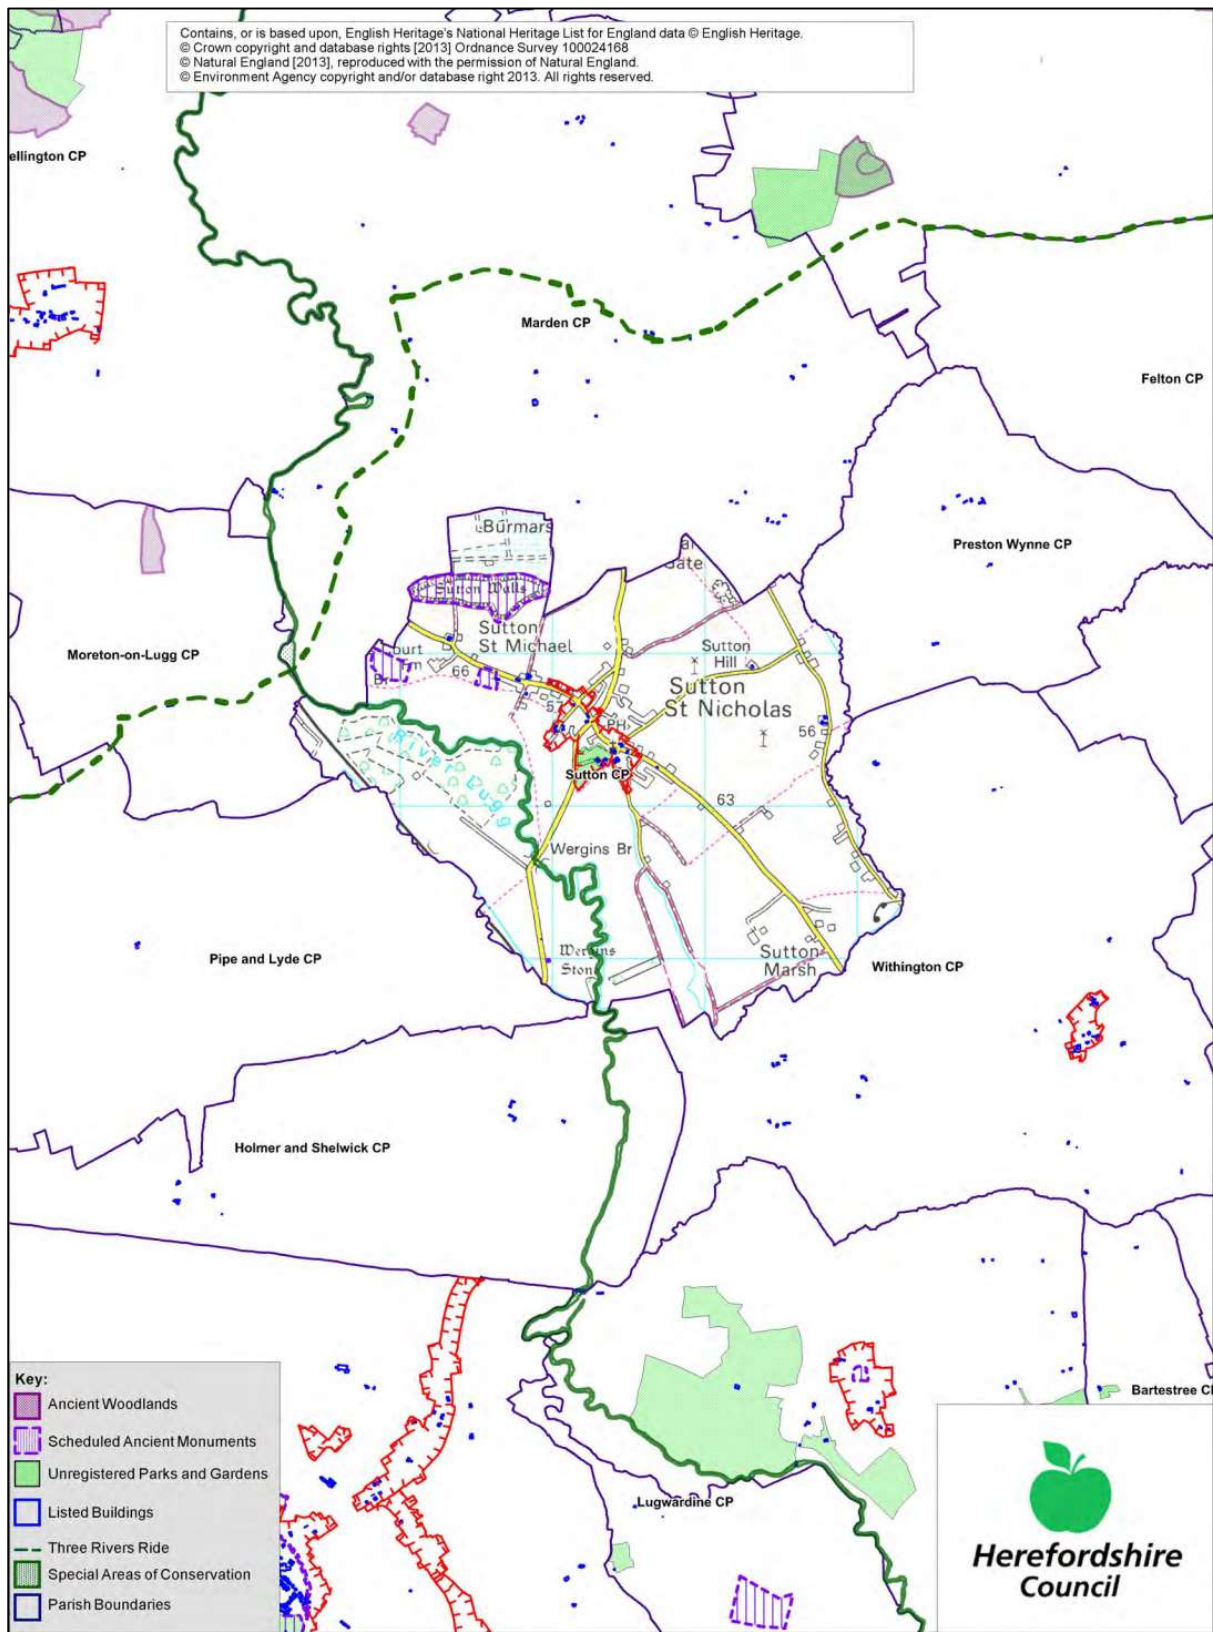 Contains, or is based upon, English Heritage's National Heritage List for England data © English Heritage.
© Crown copyright and database rights [2013] Ordnance Survey 100024168
© Natural England [2013], reproduced with the permission of Natural England.
© Environment Agency copyright and/or database right 2013. All rights reserved.
ellington CP
Marden CP
Felton CP
Burmars
Preston Wynne CP
Gate
Sutton Walls
Sutton
St Michael
Moreton-on-Lugg CP
ourt
66
Sutton
Hill
Sutton
St Nicholas
57
PH
56
River Lugg
Sutton CP
63
Wergins Br
Wergins
Stone
Pipe and Lyde CP
Sutton
Marsh
Withington CP
Holmer and Shelwick CP
Bartestree C
Lugwardine CP
Key:
Ancient Woodlands
Scheduled Ancient Monuments
Unregistered Parks and Gardens
Listed Buildings
Three Rivers Ride
Special Areas of Conservation
Parish Boundaries
Herefordshire
Council